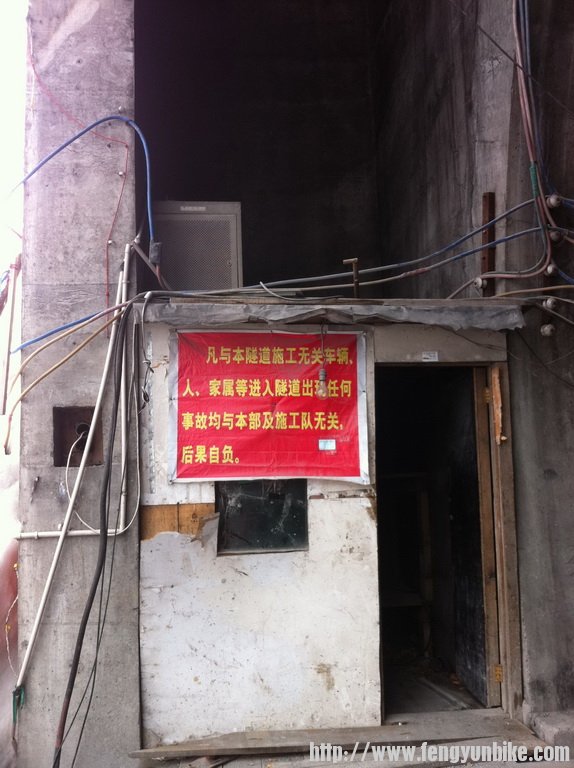 凡与本隧道施工无关车辆、
人、家属等进入隧道出现任何
事故均与本部及施工队无关,
后果自负。
http://www.fengyunbike.com/